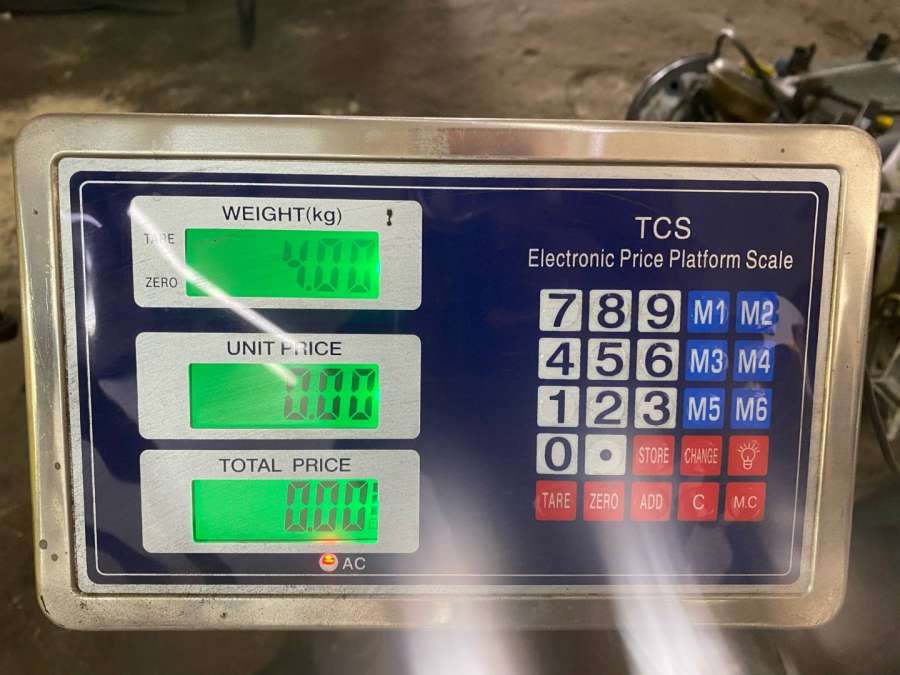 WEIGHT(kg)
TARE
4.00
ZERO
UNIT PRICE
0.00
TOTAL PRICE
0.00
AC
TCS
Electronic Price Platform Scale
7 8 9 M1 M2
4 5 6 M3 M4
1 2 3 M5 M6
0 • STORE CHANGE
TARE ZERO ADD C M.C